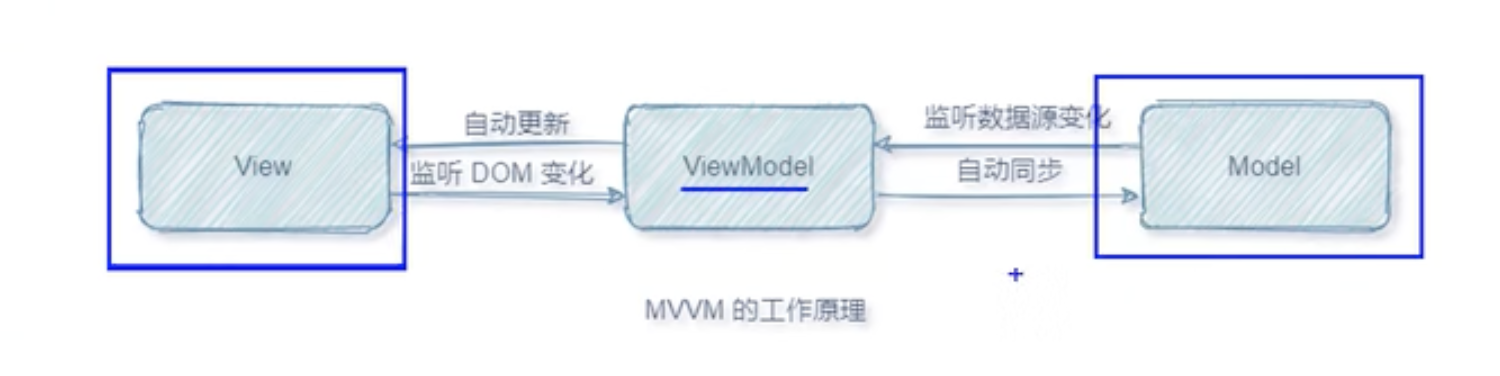 自动更新
监听数据源变化
View
监听 DOM 变化
ViewModel
自动同步
Model
MVVM 的工作原理